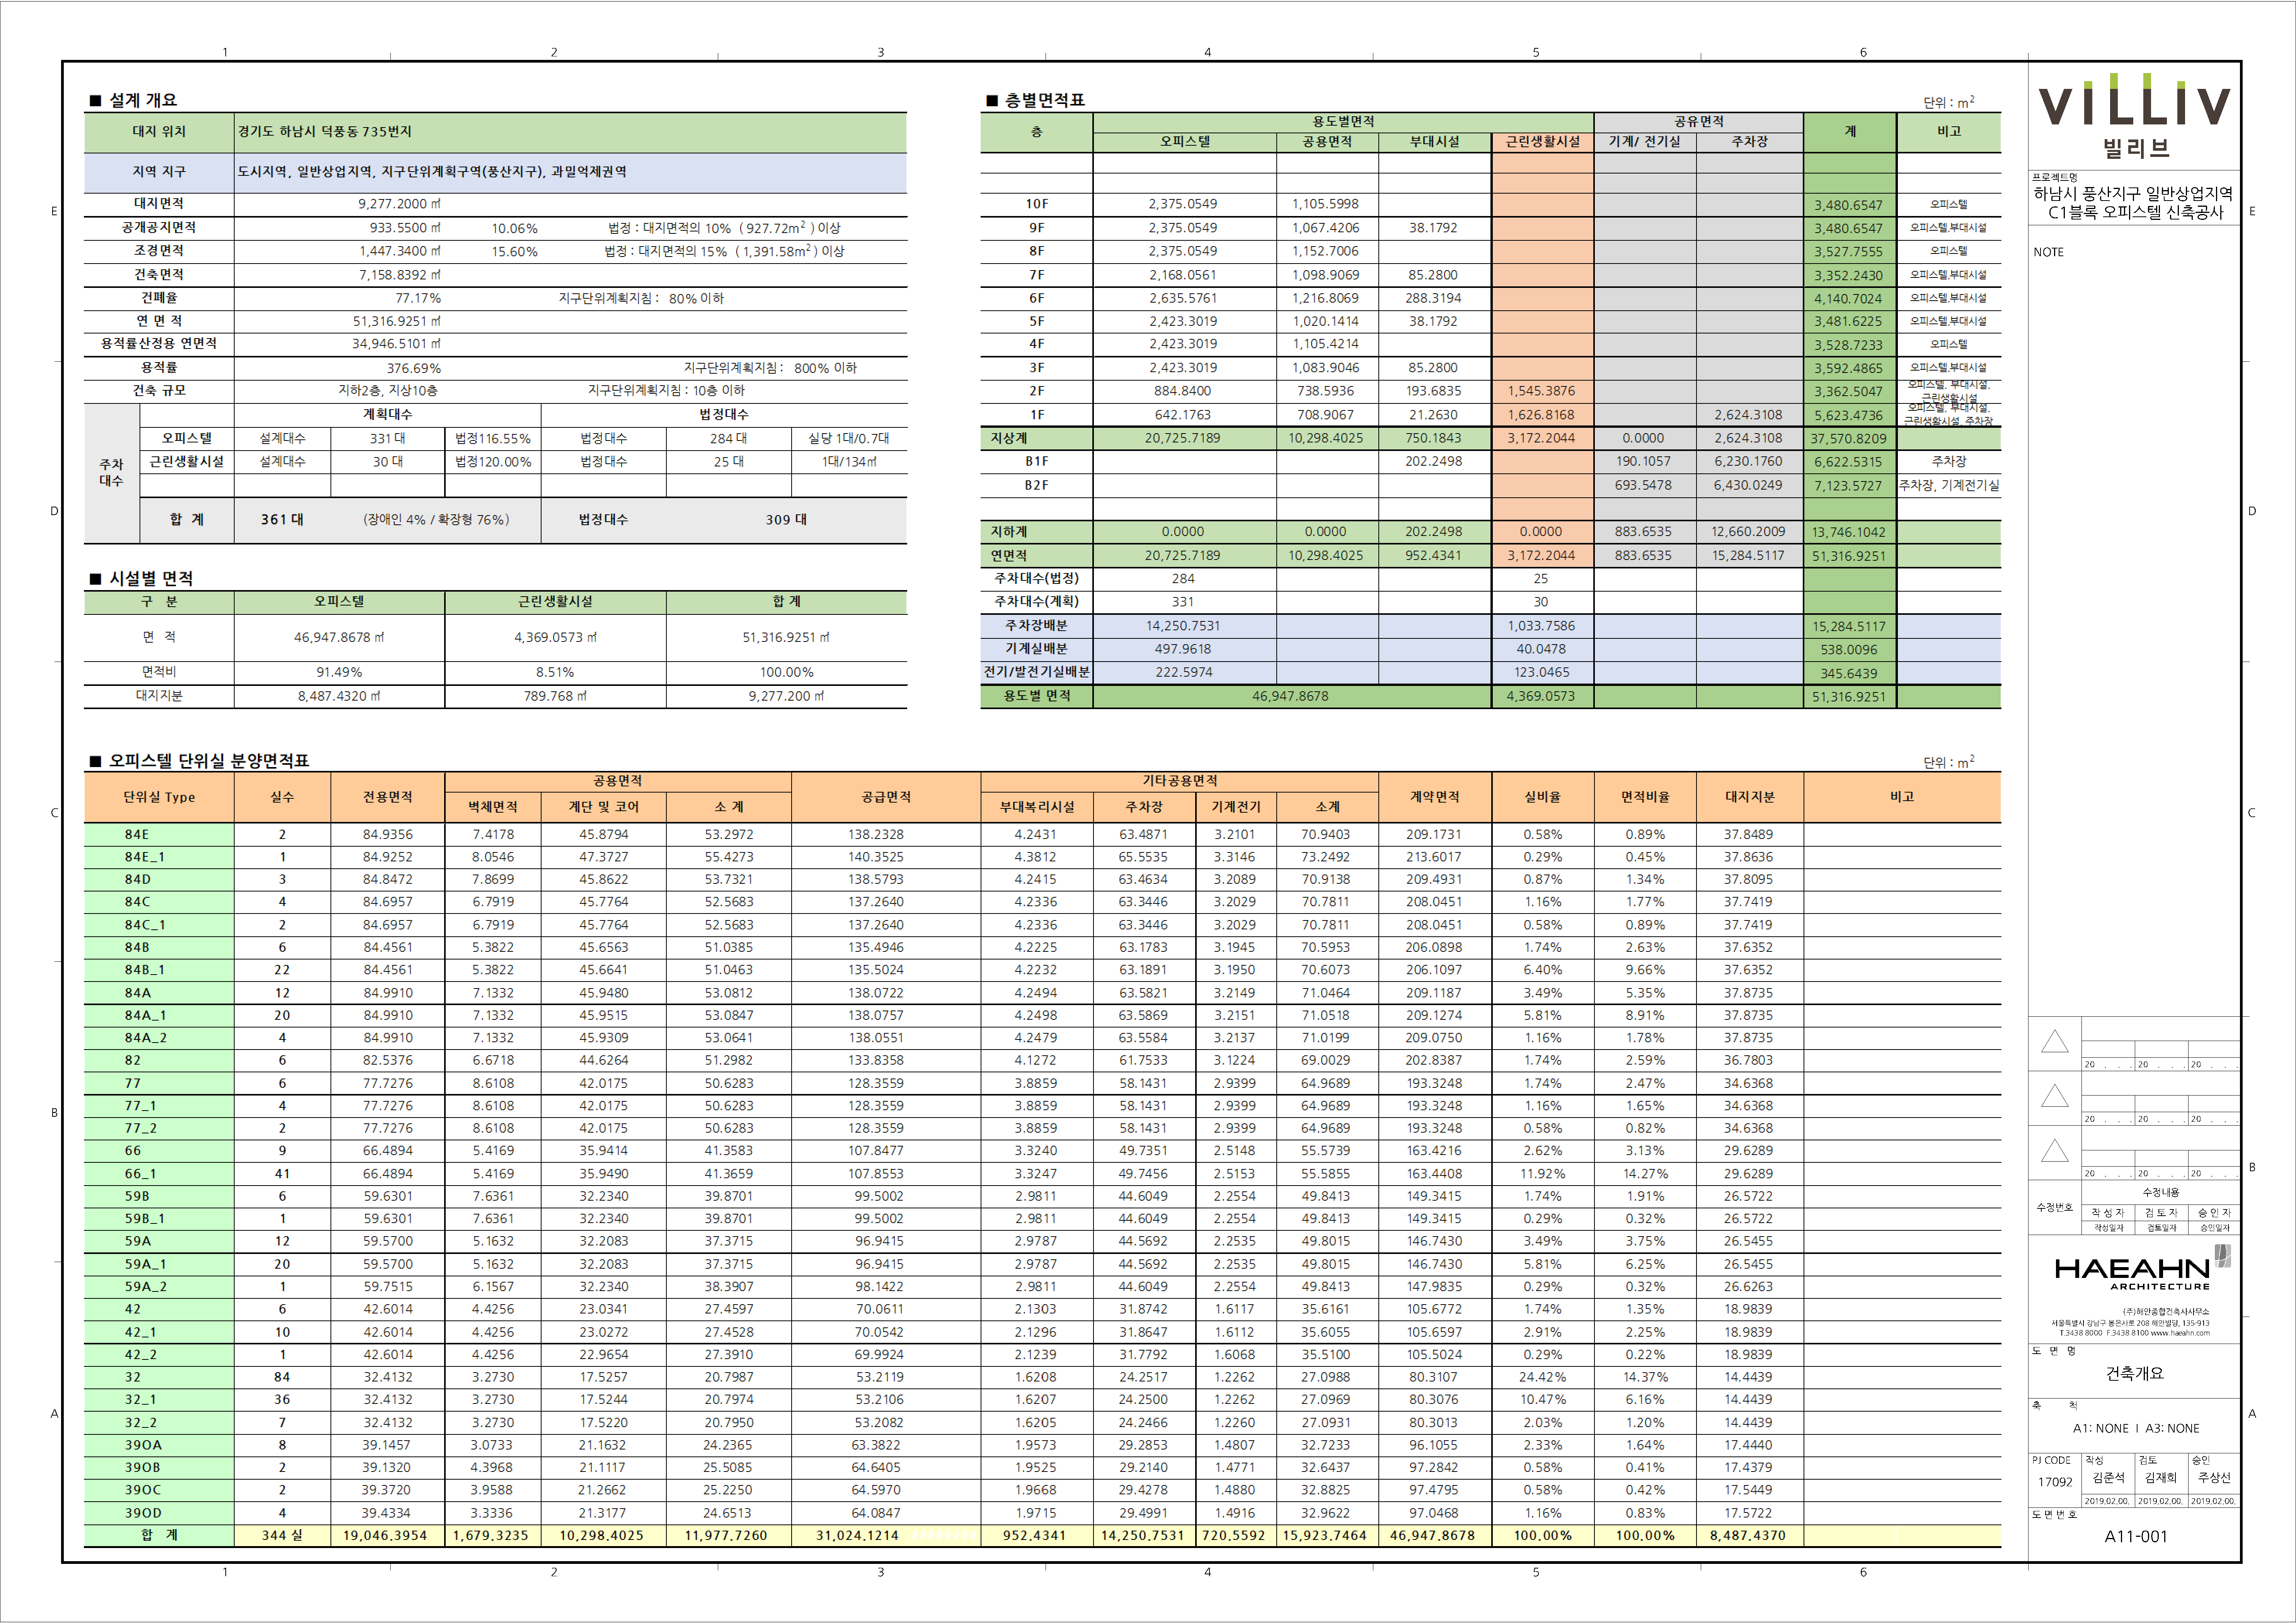 1 2 3 4 5 6
■ 설계 개요
대지 위치 경기도 하남시 덕풍동 735번지
지역 지구 도시지역, 일반상업지역, 지구단위계획구역(풍산지구), 과밀억제권역
대지면적 9,277.2000 ㎡
공개공지면적 933.5500 ㎡ 10.06% 법정 : 대지면적의 10% ( 927.72m² ) 이상
조경면적 1,447.3400 ㎡ 15.60% 법정 : 대지면적의 15% ( 1,391.58m² ) 이상
건축면적 7,158.8392 ㎡
건폐율 77.17% 지구단위계획지침 : 80% 이하
연 면 적 51,316.9251 ㎡
용적률산정용 연면적 34,946.5101 ㎡
용적률 376.69% 지구단위계획지침 : 800% 이하
건축 규모 지하2층, 지상10층 지구단위계획지침 : 10층 이하
주차 대수 계획대수 법정대수
오피스텔 설계대수 331 대 법정116.55% 법정대수 284 대 실당 1대/0.7대
근린생활시설 설계대수 30 대 법정120.00% 법정대수 25 대 1대/134㎡
합 계 361 대 (장애인 4% / 확장형 76%) 법정대수 309 대
■ 시설별 면적
구 분 오피스텔 근린생활시설 합 계
면 적 46,947.8678 ㎡ 4,369.0573 ㎡ 51,316.9251 ㎡
면적비 91.49% 8.51% 100.00%
대지지분 8,487.4320 ㎡ 789.768 ㎡ 9,277.200 ㎡
■ 층별면적표 단위 : m²
층 용도별면적 공유면적 계 비고
오피스텔 공용면적 부대시설 근린생활시설 기계/ 전기실 주차장
10F 2,375.0549 1,105.5998 3,480.6547 오피스텔
9F 2,375.0549 1,067.4206 38.1792 3,480.6547 오피스텔,부대시설
8F 2,375.0549 1,152.7006 3,527.7555 오피스텔
7F 2,168.0561 1,098.9069 85.2800 3,352.2430 오피스텔,부대시설
6F 2,635.5761 1,216.8069 288.3194 4,140.7024 오피스텔,부대시설
5F 2,423.3019 1,020.1414 38.1792 3,481.6225 오피스텔,부대시설
4F 2,423.3019 1,105.4214 3,528.7233 오피스텔
3F 2,423.3019 1,083.9046 85.2800 3,592.4865 오피스텔,부대시설
2F 884.8400 738.5936 193.6835 1,545.3876 3,362.5047 오피스텔, 부대시설, 근린생활시설
1F 642.1763 708.9067 21.2630 1,626.8168 2,624.3108 5,623.4736 오피스텔, 부대시설, 근린생활시설, 주차장
지상계 20,725.7189 10,298.4025 750.1843 3,172.2044 0.0000 2,624.3108 37,570.8209
B1F 202.2498 190.1057 6,230.1760 6,622.5315 주차장
B2F 693.5478 6,430.0249 7,123.5727 주차장, 기계전기실
지하계 0.0000 0.0000 202.2498 0.0000 883.6535 12,660.2009 13,746.1042
연면적 20,725.7189 10,298.4025 952.4341 3,172.2044 883.6535 15,284.5117 51,316.9251
주차대수(법정) 284 25
주차대수(계획) 331 30
주차장배분 14,250.7531 1,033.7586 15,284.5117
기계실배분 497.9618 40.0478 538.0096
전기/발전기실배분 222.5974 123.0465 345.6439
용도별 면적 46,947.8678 4,369.0573 51,316.9251
■ 오피스텔 단위실 분양면적표 단위 : m²
단위실 Type 실수 전용면적 공용면적 공급면적 기타공용면적 계약면적 실비율 면적비율 대지지분 비고
벽체면적 계단 및 코어 소 계 부대복리시설 주차장 기계전기 소계
84E 2 84.9356 7.4178 45.8794 53.2972 138.2328 4.2431 63.4871 3.2101 70.9403 209.1731 0.58% 0.89% 37.8489
84E_1 1 84.9252 8.0546 47.3727 55.4273 140.3525 4.3812 65.5535 3.3146 73.2492 213.6017 0.29% 0.45% 37.8636
84D 3 84.8472 7.8699 45.8622 53.7321 138.5793 4.2415 63.4634 3.2089 70.9138 209.4931 0.87% 1.34% 37.8095
84C 4 84.6957 6.7919 45.7764 52.5683 137.2640 4.2336 63.3446 3.2029 70.7811 208.0451 1.16% 1.77% 37.7419
84C_1 2 84.6957 6.7919 45.7764 52.5683 137.2640 4.2336 63.3446 3.2029 70.7811 208.0451 0.58% 0.89% 37.7419
84B 6 84.4561 5.3822 45.6563 51.0385 135.4946 4.2225 63.1783 3.1945 70.5953 206.0898 1.74% 2.63% 37.6352
84B_1 22 84.4561 5.3822 45.6641 51.0463 135.5024 4.2232 63.1891 3.1950 70.6073 206.1097 6.40% 9.66% 37.6352
84A 12 84.9910 7.1332 45.9480 53.0812 138.0722 4.2494 63.5821 3.2149 71.0464 209.1187 3.49% 5.35% 37.8735
84A_1 20 84.9910 7.1332 45.9515 53.0847 138.0757 4.2498 63.5869 3.2151 71.0518 209.1274 5.81% 8.91% 37.8735
84A_2 4 84.9910 7.1332 45.9309 53.0641 138.0551 4.2479 63.5584 3.2137 71.0199 209.0750 1.16% 1.78% 37.8735
82 6 82.5376 6.6718 44.6264 51.2982 133.8358 4.1272 61.7533 3.1224 69.0029 202.8387 1.74% 2.59% 36.7803
77 6 77.7276 8.6108 42.0175 50.6283 128.3559 3.8859 58.1431 2.9399 64.9689 193.3248 1.74% 2.47% 34.6368
77_1 4 77.7276 8.6108 42.0175 50.6283 128.3559 3.8859 58.1431 2.9399 64.9689 193.3248 1.16% 1.65% 34.6368
77_2 2 77.7276 8.6108 42.0175 50.6283 128.3559 3.8859 58.1431 2.9399 64.9689 193.3248 0.58% 0.82% 34.6368
66 9 66.4894 5.4169 35.9414 41.3583 107.8477 3.3240 49.7351 2.5148 55.5739 163.4216 2.62% 3.13% 29.6289
66_1 41 66.4894 5.4169 35.9490 41.3659 107.8553 3.3247 49.7456 2.5153 55.5855 163.4408 11.92% 14.27% 29.6289
59B 6 59.6301 7.6361 32.2340 39.8701 99.5002 2.9811 44.6049 2.2554 49.8413 149.3415 1.74% 1.91% 26.5722
59B_1 1 59.6301 7.6361 32.2340 39.8701 99.5002 2.9811 44.6049 2.2554 49.8413 149.3415 0.29% 0.32% 26.5722
59A 12 59.5700 5.1632 32.2083 37.3715 96.9415 2.9787 44.5692 2.2535 49.8015 146.7430 3.49% 3.75% 26.5455
59A_1 20 59.5700 5.1632 32.2083 37.3715 96.9415 2.9787 44.5692 2.2535 49.8015 146.7430 5.81% 6.25% 26.5455
59A_2 1 59.7515 6.1567 32.2340 38.3907 98.1422 2.9811 44.6049 2.2554 49.8413 147.9835 0.29% 0.32% 26.6263
42 6 42.6014 4.4256 23.0341 27.4597 70.0611 2.1303 31.8742 1.6117 35.6161 105.6772 1.74% 1.35% 18.9839
42_1 10 42.6014 4.4256 23.0272 27.4528 70.0542 2.1296 31.8647 1.6112 35.6055 105.6597 2.91% 2.25% 18.9839
42_2 1 42.6014 4.4256 22.9654 27.3910 69.9924 2.1239 31.7792 1.6068 35.5100 105.5024 0.29% 0.22% 18.9839
32 84 32.4132 3.2730 17.5257 20.7987 53.2119 1.6208 24.2517 1.2262 27.0988 80.3107 24.42% 14.37% 14.4439
32_1 36 32.4132 3.2730 17.5244 20.7974 53.2106 1.6207 24.2500 1.2262 27.0969 80.3076 10.47% 6.16% 14.4439
32_2 7 32.4132 3.2730 17.5220 20.7950 53.2082 1.6205 24.2466 1.2260 27.0931 80.3013 2.03% 1.20% 14.4439
39OA 8 39.1457 3.0733 21.1632 24.2365 63.3822 1.9573 29.2853 1.4807 32.7233 96.1055 2.33% 1.64% 17.4440
39OB 2 39.1320 4.3968 21.1117 25.5085 64.6405 1.9525 29.2140 1.4771 32.6437 97.2842 0.58% 0.41% 17.4379
39OC 2 39.3720 3.9588 21.2662 25.2250 64.5970 1.9668 29.4278 1.4880 32.8825 97.4795 0.58% 0.42% 17.5449
39OD 4 39.4334 3.3336 21.3177 24.6513 64.0847 1.9715 29.4991 1.4916 32.9622 97.0468 1.16% 0.83% 17.5722
합 계 344 실 19,046.3954 1,679.3235 10,298.4025 11,977.7260 31,024.1214 952.4341 14,250.7531 720.5592 15,923.7464 46,947.8678 100.00% 100.00% 8,487.4370
ViLLiV
빌리브
프로젝트명
하남시 풍산지구 일반상업지역
C1블록 오피스텔 신축공사
NOTE
20 . . . 20 . . . 20 . . .
20 . . . 20 . . . 20 . . .
20 . . . 20 . . . 20 . . .
수정번호 수정내용
작 성 자 검 토 자 승 인 자
작성일자 검토일자 승인일자
HAEAHN
ARCHITECTURE
(주)해안종합건축사사무소
서울특별시 강남구 봉은사로 208 해안빌딩, 135-913
T.3438 8000 F.3438 8100 www.haeahn.com
도 면 명
건축개요
축 척
A1: NONE I A3: NONE
PJ CODE 작성 검토 승인
17092 김준석 김재희 주상선
2019.02.00. 2019.02.00. 2019.02.00.
도 면 번 호
A11-001
E D C B A
E D C B A
1 2 3 4 5 6